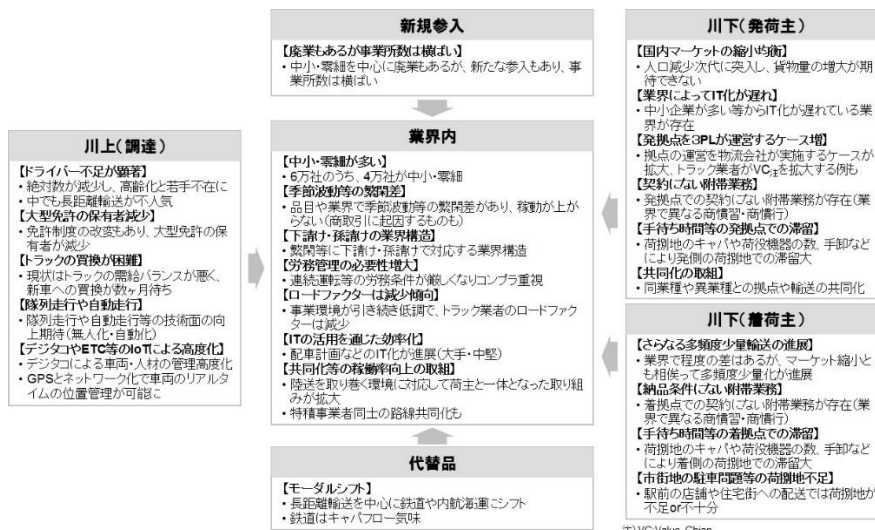 新規参入
【廃業もあるが事業所数は横ばい】
・中小・零細を中心に廃業もあるが、新たな参入もあり、事
業所数は横ばい
川上(調達)
【ドライバー不足が顕著】
・絶対数が減少し、高齢化と若手不在に
・中でも長距離輸送が不人気
【大型免許の保有者減少】
・免許制度の改変もあり、大型免許の保
有者が減少
【トラックの買換が困難】
・現状はトラックの需給バランスが悪く、
新車への買換が数ヶ月待ち
【隊列走行や自動走行】
・隊列走行や自動走行等の技術面の向
上期待(無人化・自動化)
【デジタコやETC等のIoTによる高度化】
・デジタコによる車両・人材の管理高度化
・GPSとネットワーク化で車両のリアルタ
イムの位置管理が可能に
業界内
【中小・零細が多い】
・6万社のうち、4万社が中小・零細
【季節波動等の繁閑差】
・品目や業界で季節波動等の繁閑差があり、稼動が上が
らない(商取引に起因するものも)
【下請け・孫請けの業界構造】
・繁閑等に下請け・孫請けで対応する業界構造
【労務管理の必要性増大】
・連続運転等の労務条件が厳しくなりコンプラ重視
【ロードファクターは減少傾向】
・事業環境が引き続き低調で、トラック業者のロードファク
ターは減少
【ITの活用を通じた効率化】
・配車計画などのIT化が進展(大手・中堅)
【共同化等の稼働率向上の取組】
・陸送を取り巻く環境に対応して荷主と一体となった取り組
みが拡大
・特積事業者同士の路線共同化も
代替品
【モーダルシフト】
・長距離輸送を中心に鉄道や内航海運にシフト
・鉄道はキャパフロー気味
川下(発荷主)
【国内マーケットの縮小均衡】
・人口減少次代に突入し、貨物量の増大が期
待できない
【業界によってIT化が遅れ】
・中小企業が多い等からIT化が遅れている業
界が存在
【発拠点を3PLが運営するケース増】
・拠点の運営を物流会社が実施するケースが
拡大、トラック業者がVC注を拡大する例も
【契約にない附帯業務】
・発拠点での契約にない附帯業務が存在(業
界で異なる商慣習・商慣行)
【手待ち時間等の発拠点での滞留】
・荷捌地のキャパや荷役機器の数、手卸など
により発側の荷捌地での滞留大
【共同化の取組】
・同業種や異業種との拠点や輸送の共同化
川下(着荷主)
【さらなる多頻度少量輸送の進展】
・業界で程度の差はあるが、マーケット縮小と
も相俟って多頻度少量化が進展
【納品条件にない附帯業務】
・着拠点での契約にない附帯業務が存在(業
界で異なる商慣習・商慣行)
【手待ち時間等の着拠点での滞留】
・荷捌地のキャパや荷役機器の数、手卸など
により着側の荷捌地での滞留大
【市街地の駐車問題等の荷捌地不足】
・駅前の店舗や住宅街への配送では荷捌地が
不足or不十分
注)VC:Value Chian